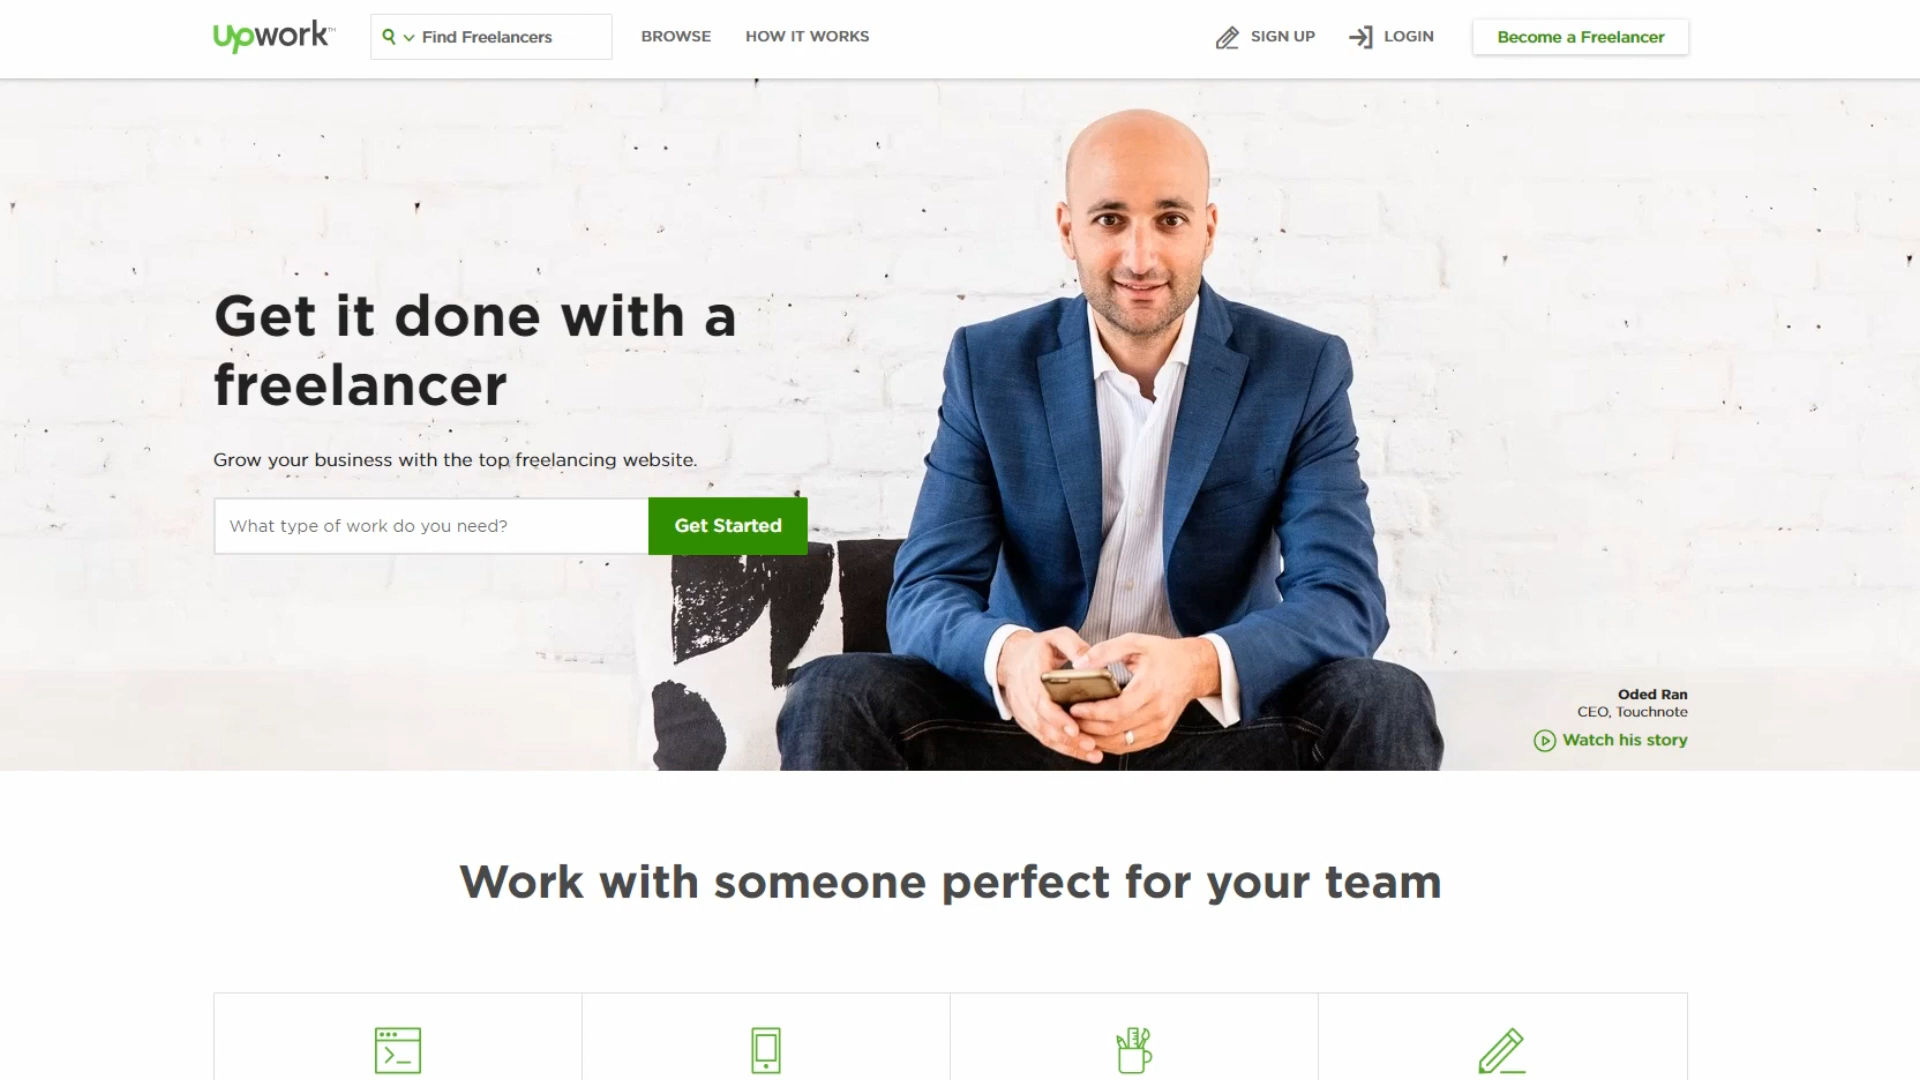 upwork™
Find Freelancers
BROWSE
HOW IT WORKS
SIGN UP
LOGIN
Become a Freelancer
Get it done with a
freelancer
Grow your business with the top freelancing website.
What type of work do you need?
Get Started
Oded Ran
CEO, Touchnote
Watch his story
Work with someone perfect for your team